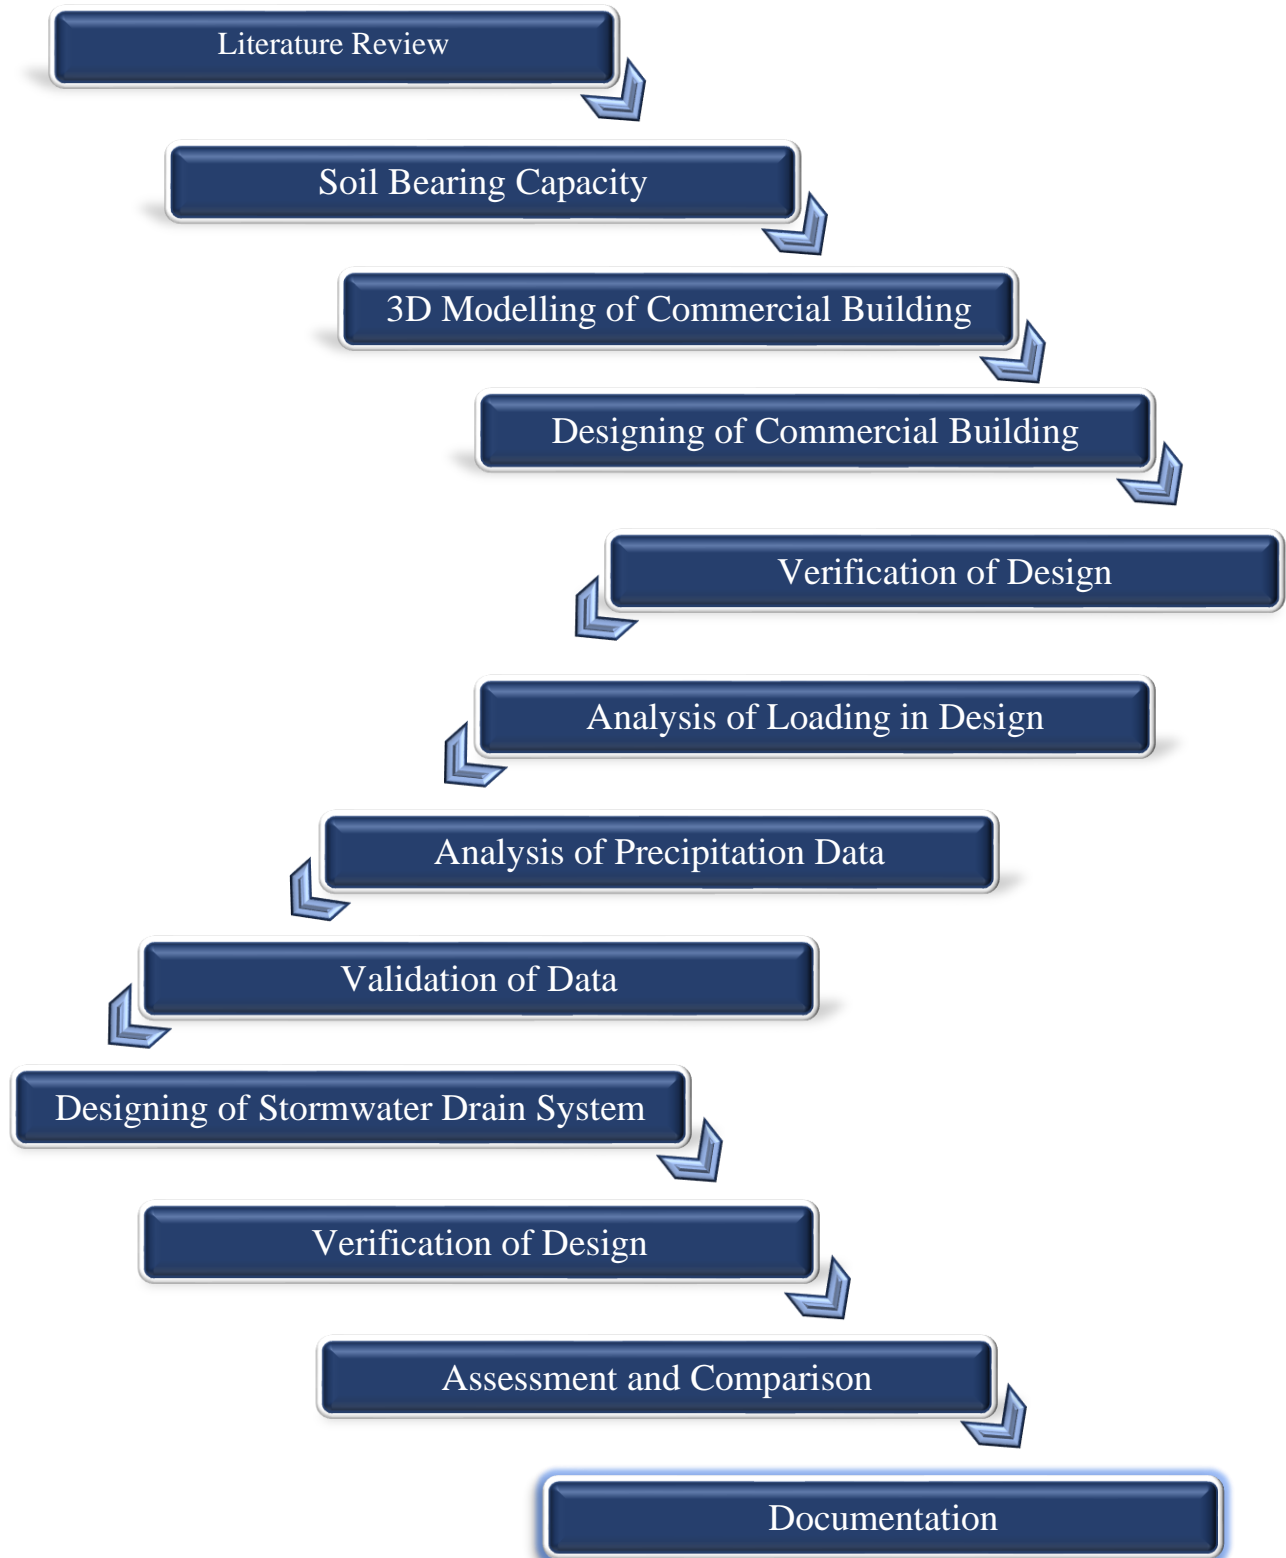 Literature Review
Soil Bearing Capacity
3D Modelling of Commercial Building
Designing of Commercial Building
Verification of Design
Analysis of Loading in Design
Analysis of Precipitation Data
Validation of Data
Designing of Stormwater Drain System
Verification of Design
Assessment and Comparison
Documentation